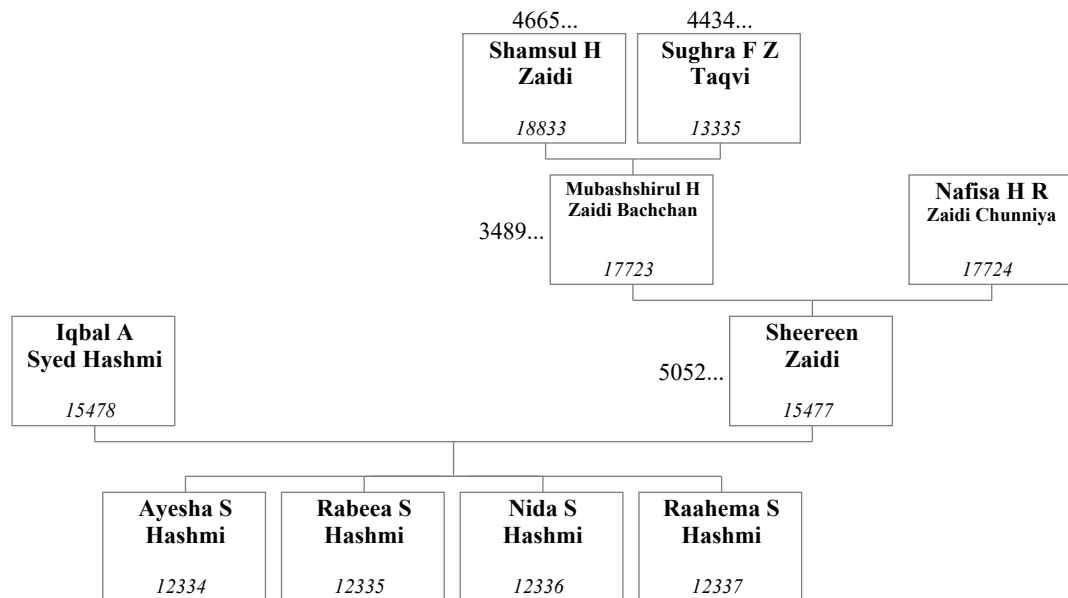 4665...
4434...
Shamsul H
Zaidi
18833
Sughra F Z
Taqvi
13335
3489...
Mubashshirul H
Zaidi Bachchan
17723
Nafisa H R
Zaidi Chunniya
17724
Iqbal A
Syed Hashmi
15478
5052...
Sheereen
Zaidi
15477
Ayesha S
Hashmi
12334
Rabeea S
Hashmi
12335
Nida S
Hashmi
12336
Raahema S
Hashmi
12337